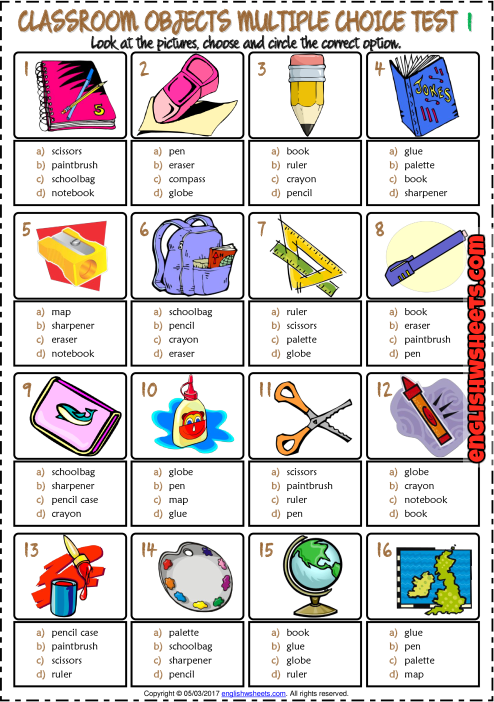 CLASSROOM OBJECTS MULTIPLE CHOICE TEST 1
Look at the pictures, choose and circle the correct option.
1
5
a) scissors
b) paintbrush
c) schoolbag
d) notebook
2
a) pen
b) eraser
c) compass
d) globe
3
a) book
b) ruler
c) crayon
d) pencil
4
JOKES
a) glue
b) palette
c) book
d) sharpener
5
a) map
b) sharpener
c) eraser
d) notebook
6
a) schoolbag
b) pencil
c) crayon
d) eraser
7
a) ruler
b) scissors
c) palette
d) globe
8
a) book
b) eraser
c) paintbrush
d) pen
9
a) schoolbag
b) sharpener
c) pencil case
d) crayon
10
a) globe
b) pen
c) map
d) glue
11
a) scissors
b) paintbrush
c) ruler
d) pen
12
a) globe
b) crayon
c) notebook
d) book
13
a) pencil case
b) paintbrush
c) scissors
d) ruler
14
a) palette
b) schoolbag
c) sharpener
d) pencil
15
a) book
b) glue
c) globe
d) ruler
16
a) glue
b) pen
c) palette
d) map
englishwsheets.com
Copyright © 05/03/2017 englishwsheets.com. All rights reserved.